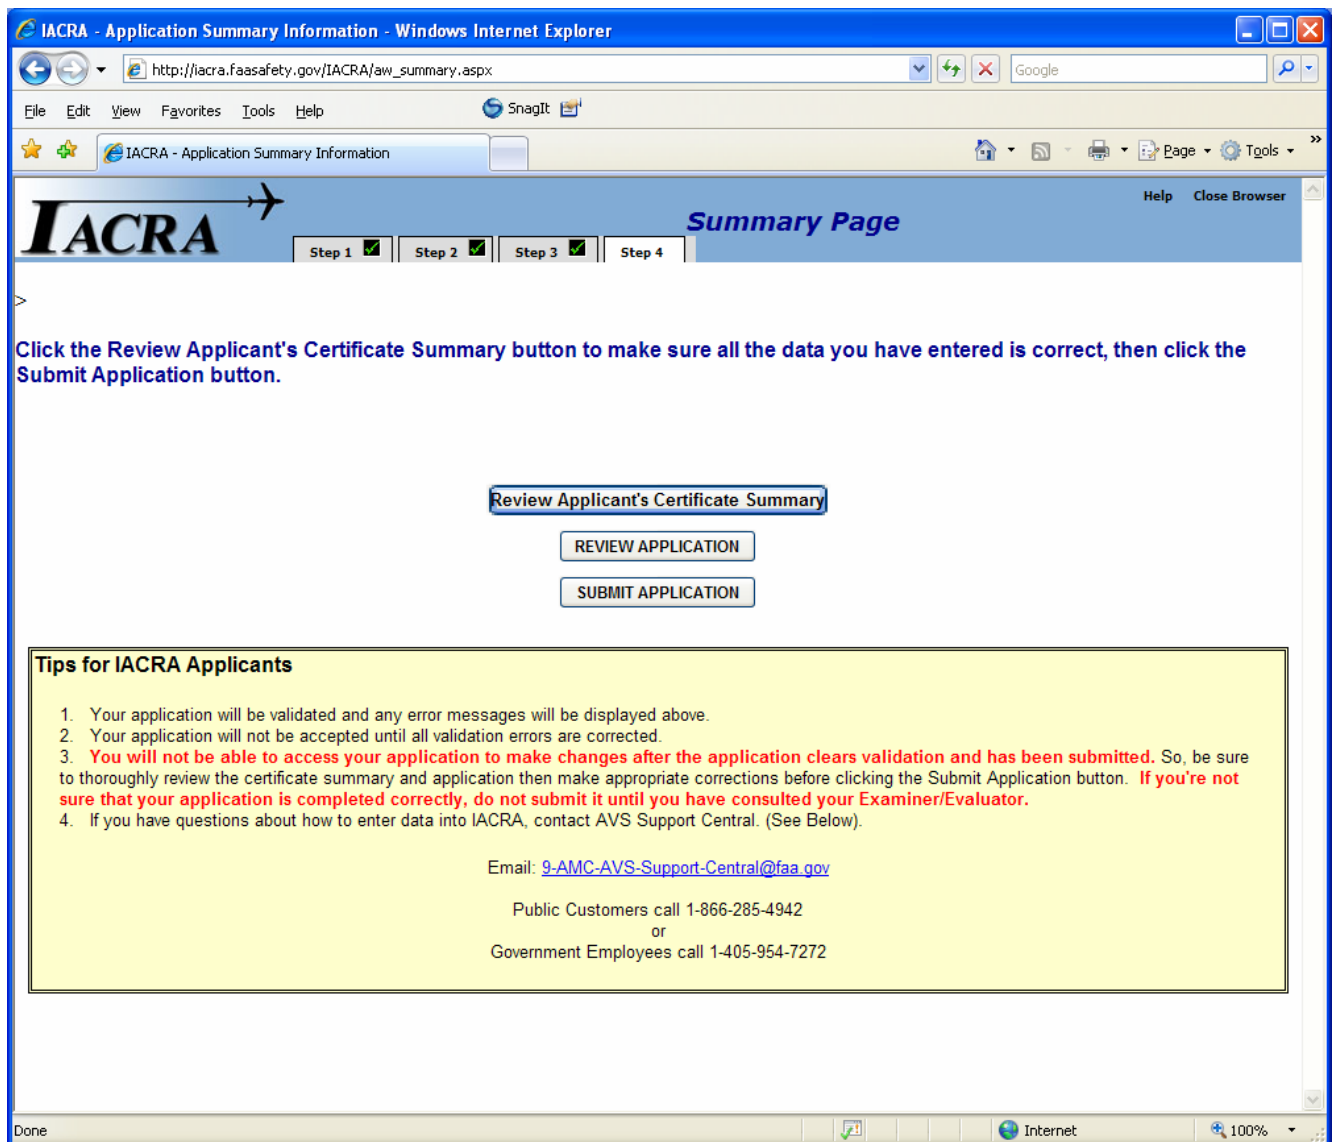 IACRA - Application Summary Information - Windows Internet Explorer
http://iacra.faasafety.gov/IACRA/aw_summary.aspx
Google
File Edit View Favorites Tools Help
SnagIt
IACRA - Application Summary Information
Page Tools »
IACRA
Summary Page
Help Close Browser
Step 1 Step 2 Step 3 Step 4
>
Click the Review Applicant's Certificate Summary button to make sure all the data you have entered is correct, then click the
Submit Application button.
Review Applicant's Certificate Summary
REVIEW APPLICATION
SUBMIT APPLICATION
Tips for IACRA Applicants
1. Your application will be validated and any error messages will be displayed above.
2. Your application will not be accepted until all validation errors are corrected.
3. You will not be able to access your application to make changes after the application clears validation and has been submitted. So, be sure
to thoroughly review the certificate summary and application then make appropriate corrections before clicking the Submit Application button. If you're not
sure that your application is completed correctly, do not submit it until you have consulted your Examiner/Evaluator.
4. If you have questions about how to enter data into IACRA, contact AVS Support Central. (See Below).
Email: 9-AMC-AVS-Support-Central@faa.gov
Public Customers call 1-866-285-4942
or
Government Employees call 1-405-954-7272
Done Internet 100%